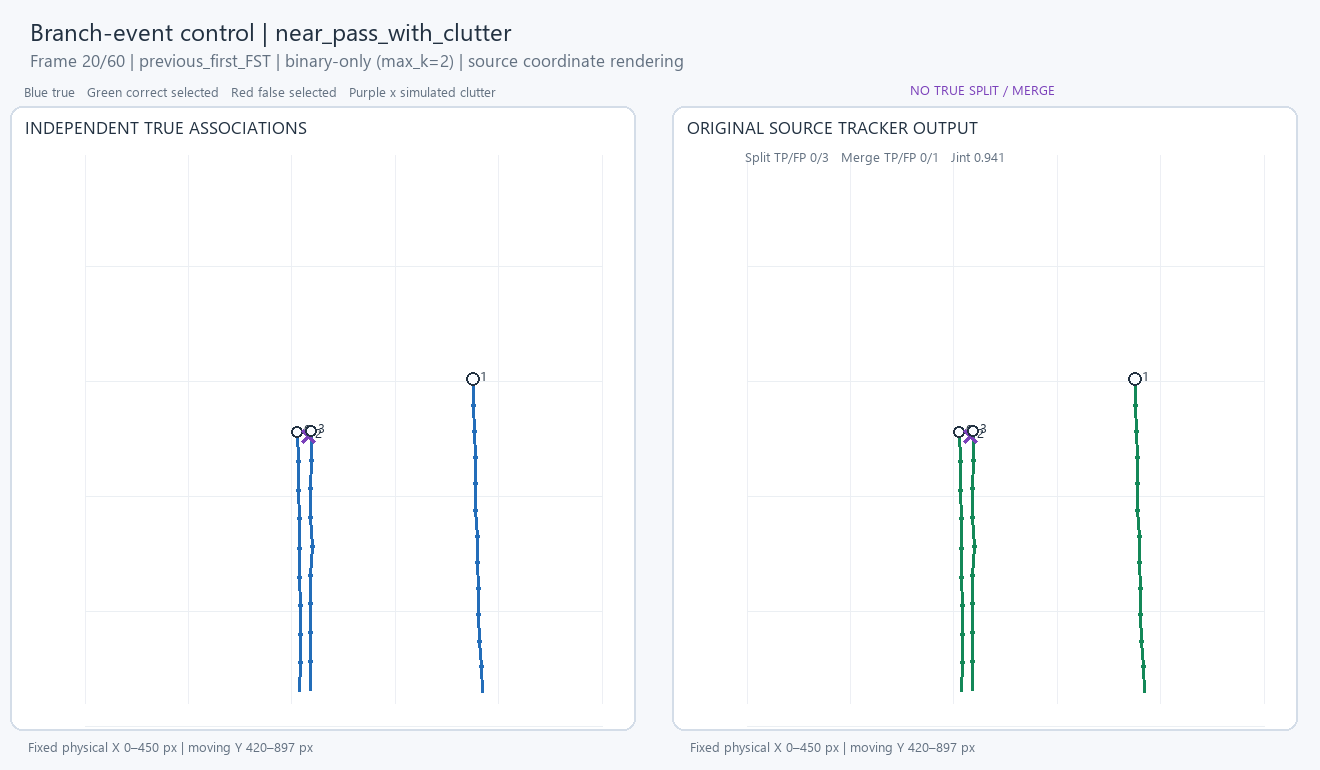 Branch-event control | near_pass_with_clutter
Frame 20/60 | previous_first_FST | binary-only (max_k=2) | source coordinate rendering
Blue true Green correct selected Red false selected Purple x simulated clutter
NO TRUE SPLIT / MERGE
INDEPENDENT TRUE ASSOCIATIONS
1
3
2
Fixed physical X 0–450 px | moving Y 420–897 px
ORIGINAL SOURCE TRACKER OUTPUT
Split TP/FP 0/3 Merge TP/FP 0/1 Jint 0.941
1
3
2
Fixed physical X 0–450 px | moving Y 420–897 px